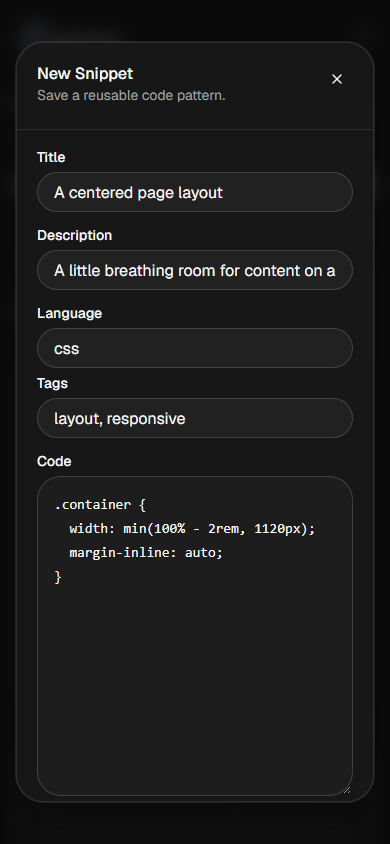 New Snippet
Save a reusable code pattern.
Title
A centered page layout
Description
A little breathing room for content on a
Language
css
Tags
layout, responsive
Code
.container {
  width: min(100% - 2rem, 1120px);
  margin-inline: auto;
}